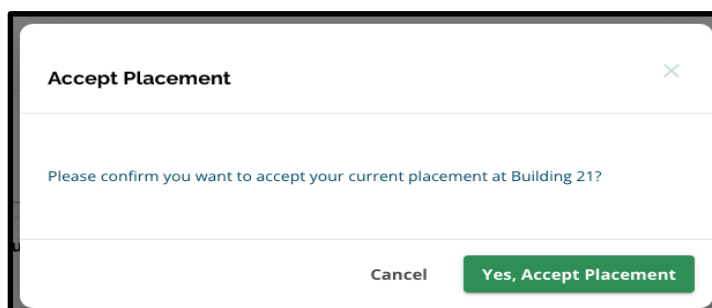 Accept Placement
Please confirm you want to accept your current placement at Building 21?
Cancel
Yes, Accept Placement